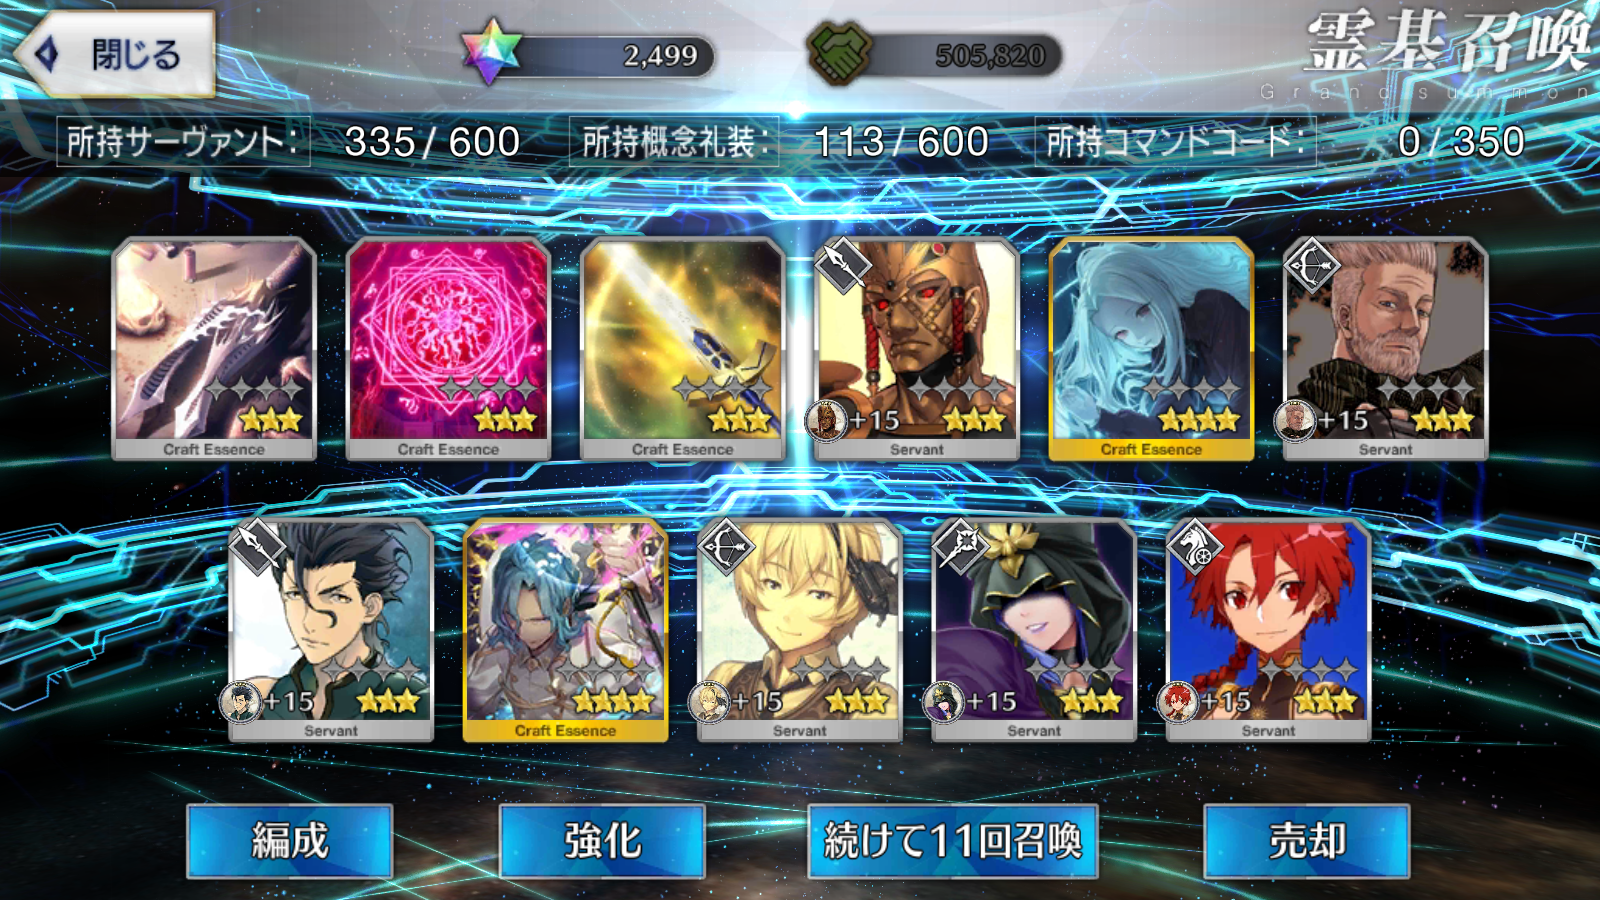 閉じる
2,499
505,820
霊基召喚
Grand summon
所持サーヴァント: 335 / 600
所持概念礼装: 113 / 600
所持コマンドコード: 0 / 350
Craft Essence
Craft Essence
Craft Essence
+15
Servant
Craft Essence
+15
Servant
+15
Servant
Craft Essence
+15
Servant
+15
Servant
+15
Servant
編成
強化
続けて11回召喚
売却